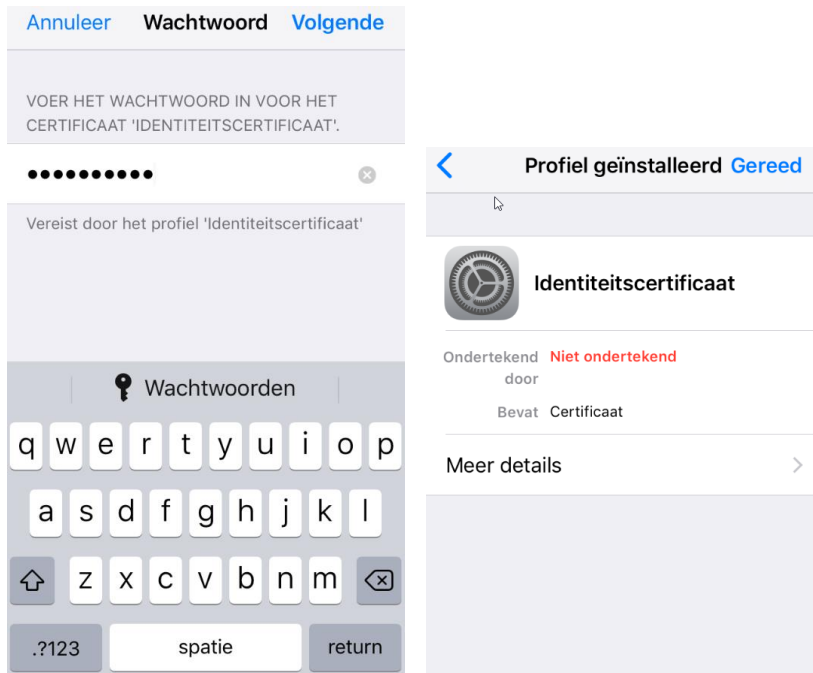 Annuleer Wachtwoord Volgende
VOER HET WACHTWOORD IN VOOR HET
CERTIFICAAT 'IDENTITEITSCERTIFICAAT'.
••••••••••
Vereist door het profiel 'Identiteitscertificaat'
Wachtwoorden
q w e r t y u i o p
a s d f g h j k l
z x c v b n m
.?123 spatie return
Profiel geïnstalleerd Gereed
Identiteitscertificaat
Ondertekend Niet ondertekend
door
Bevat Certificaat
Meer details